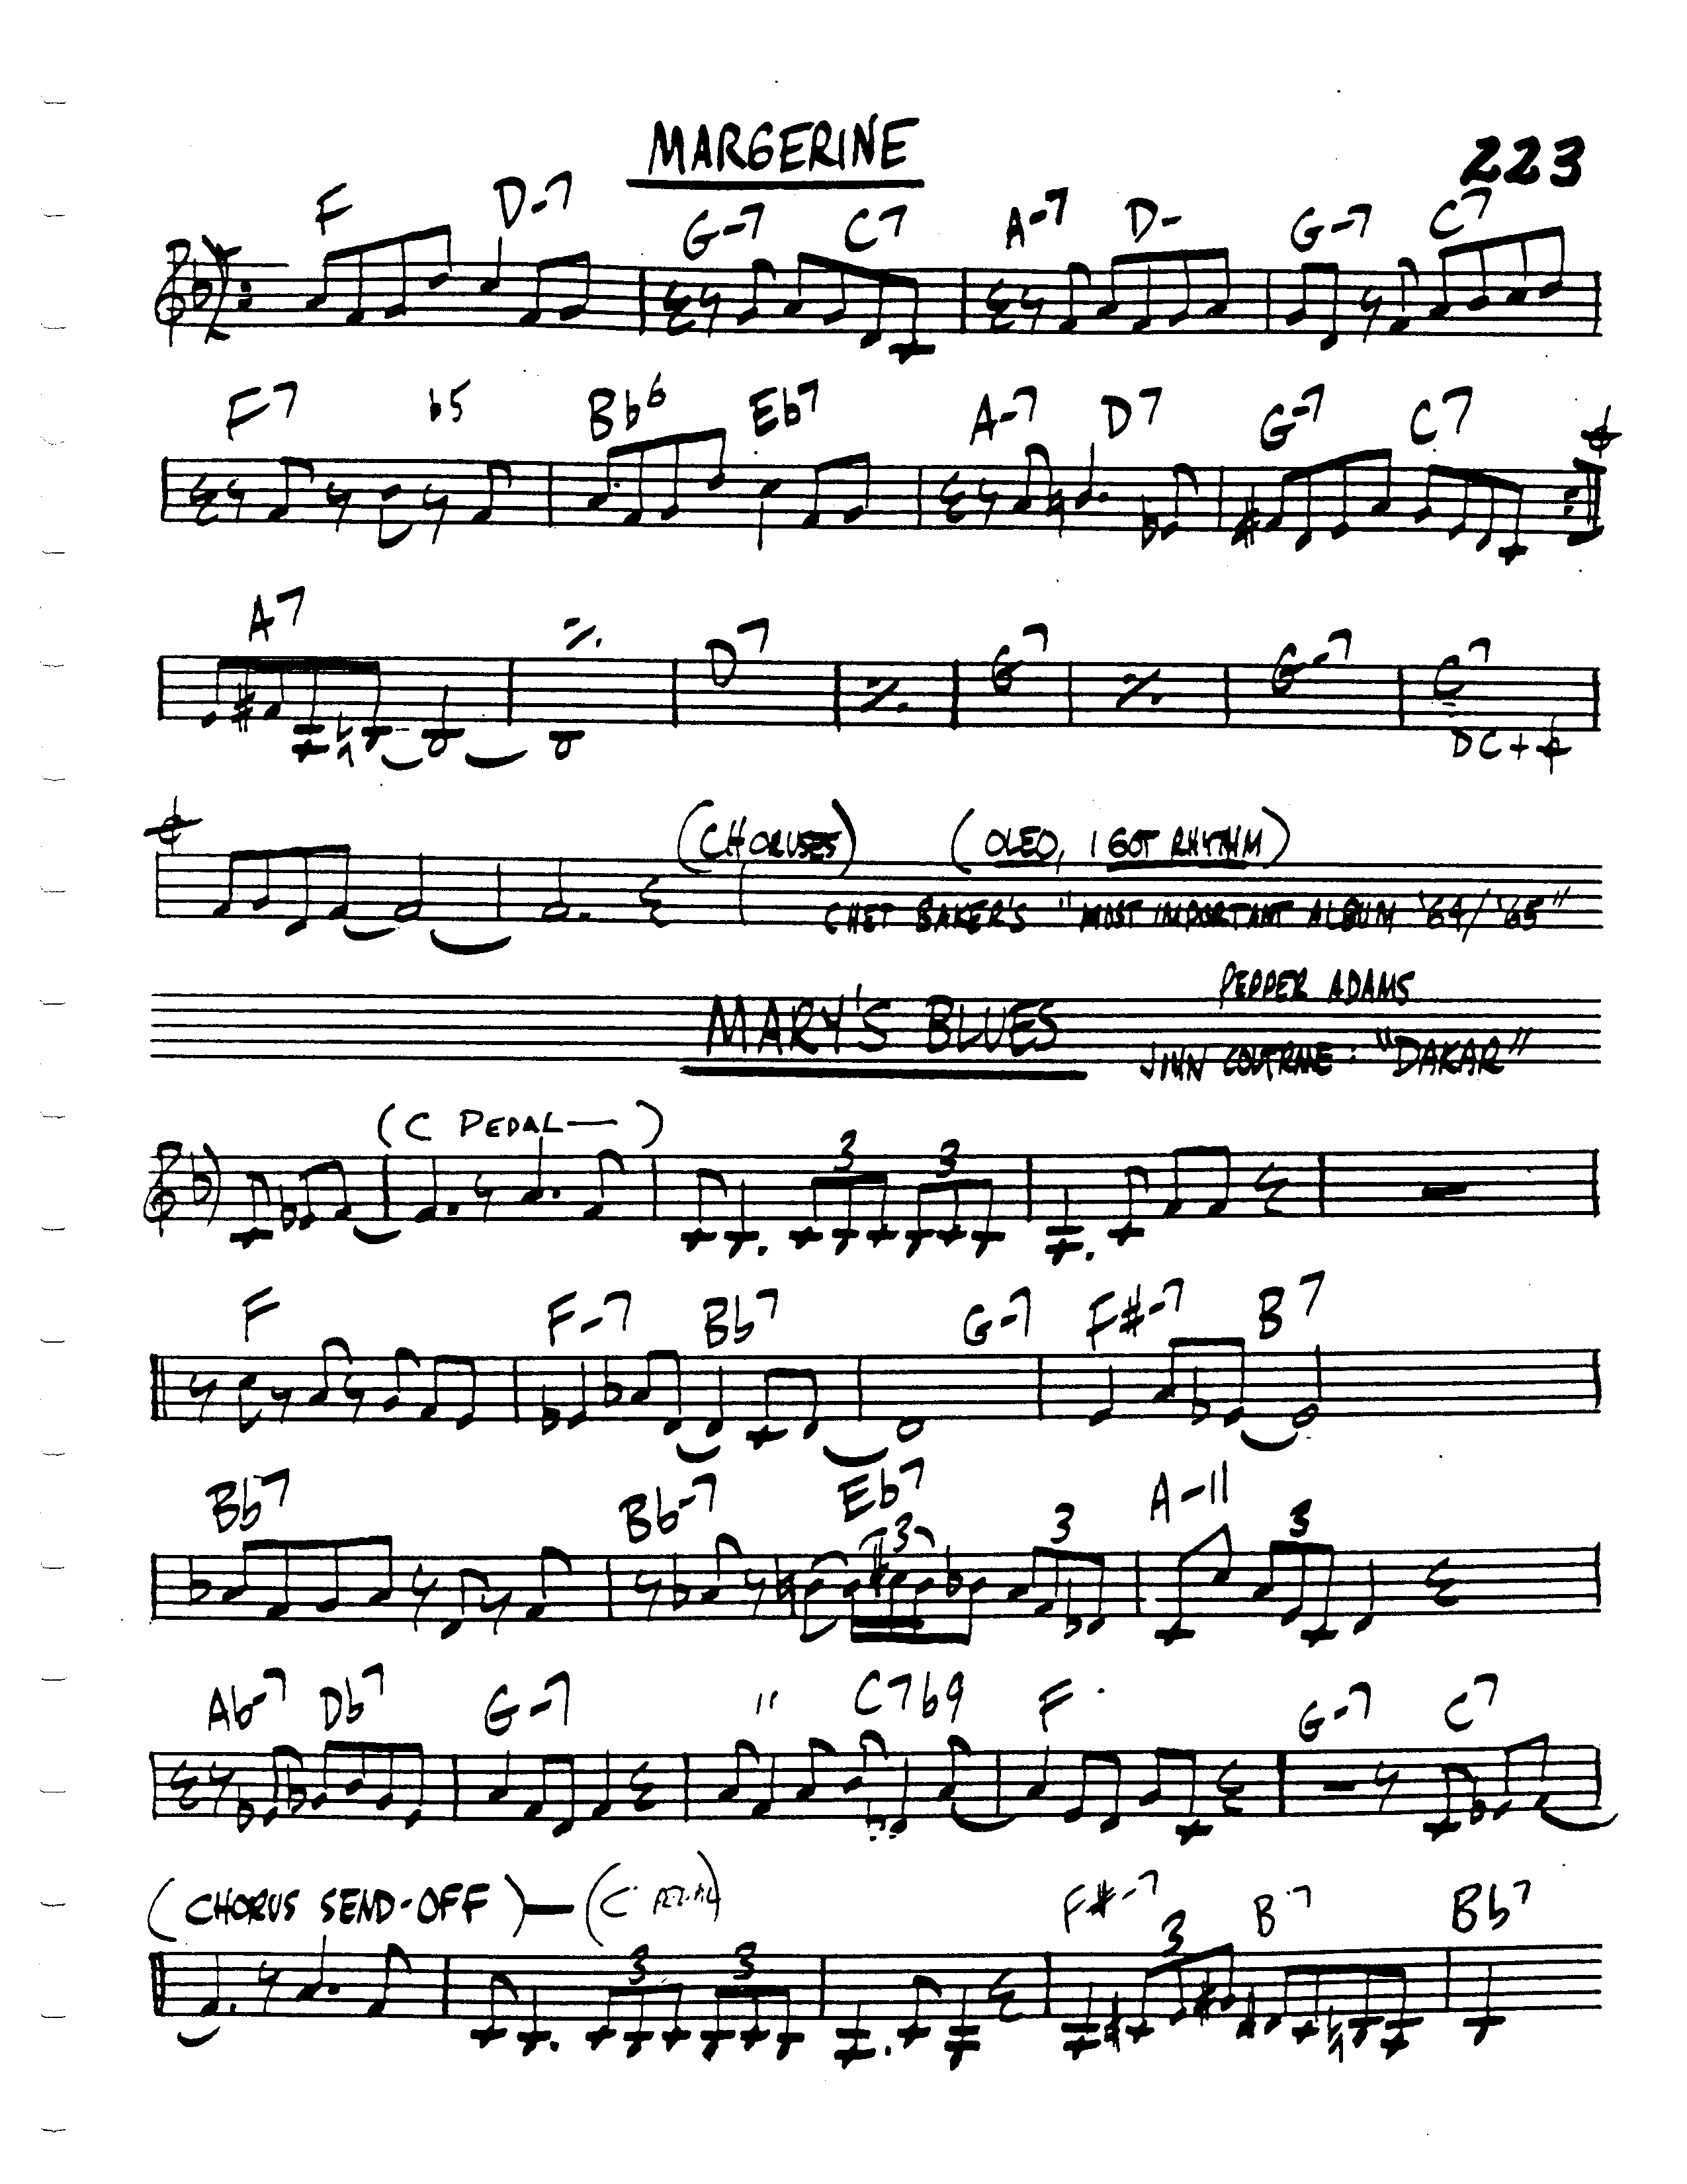 MARGERINE
223
F D-7 G-7 C7 A-7 D- G-7 C7
F7 b5 Bb6 Eb7 A-7 D7 G-7 C7
A7 D7 G7 G-7 C7
DC +
(CHORUSES) (OLEO, I GOT RHYTHM)
CHET BAKER'S "MOST IMPORTANT ALBUM '64/'65"
MARY'S BLUES
PEPPER ADAMS
JOHN COLTRANE: "DAKAR"
(C PEDAL— )
3 3
F F-7 Bb7 G-7 F#-7 B7
Bb7 Bb-7 Eb7 A-11
3 3 3
Ab-7 Db7 G-7 " C7b9 F G-7 C7
(CHORUS SEND-OFF)—(C PEDAL) F#-7 B7 Bb7
3 3 3